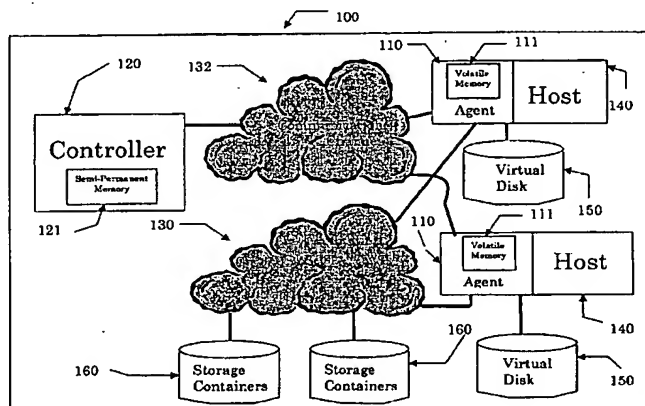 100
110
111
132
120
Volatile
Memory
Agent
Host
140
Controller
Semi-Permanent
Memory
121
Virtual
Disk
150
130
110
111
Volatile
Memory
Agent
Host
140
160
Storage
Containers
Storage
Containers
160
Virtual
Disk
150